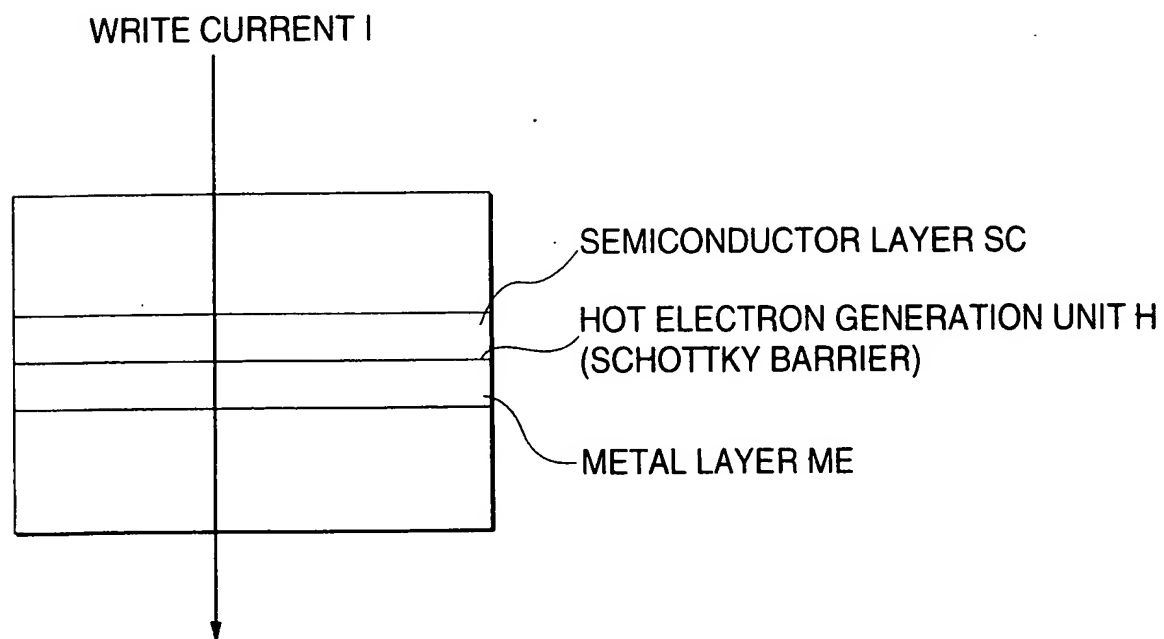 WRITE CURRENT I
SEMICONDUCTOR LAYER SC
HOT ELECTRON GENERATION UNIT H
(SCHOTTKY BARRIER)
METAL LAYER ME